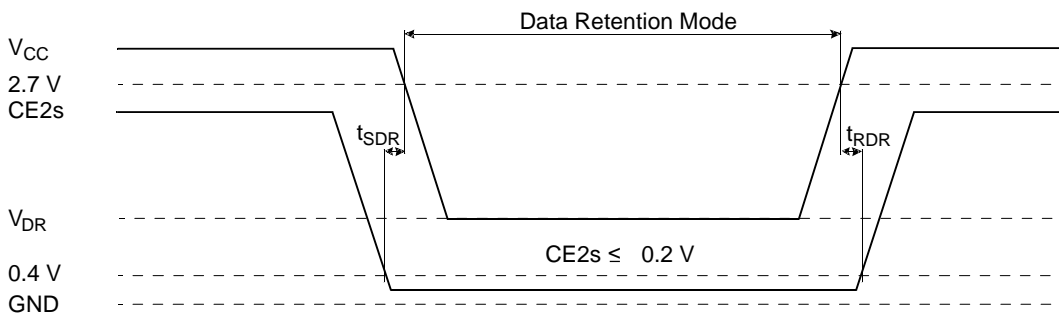 Data Retention Mode
VCC
2.7 V
CE2s
tSDR
tRDR
VDR
CE2s ≤ 0.2 V
0.4 V
GND